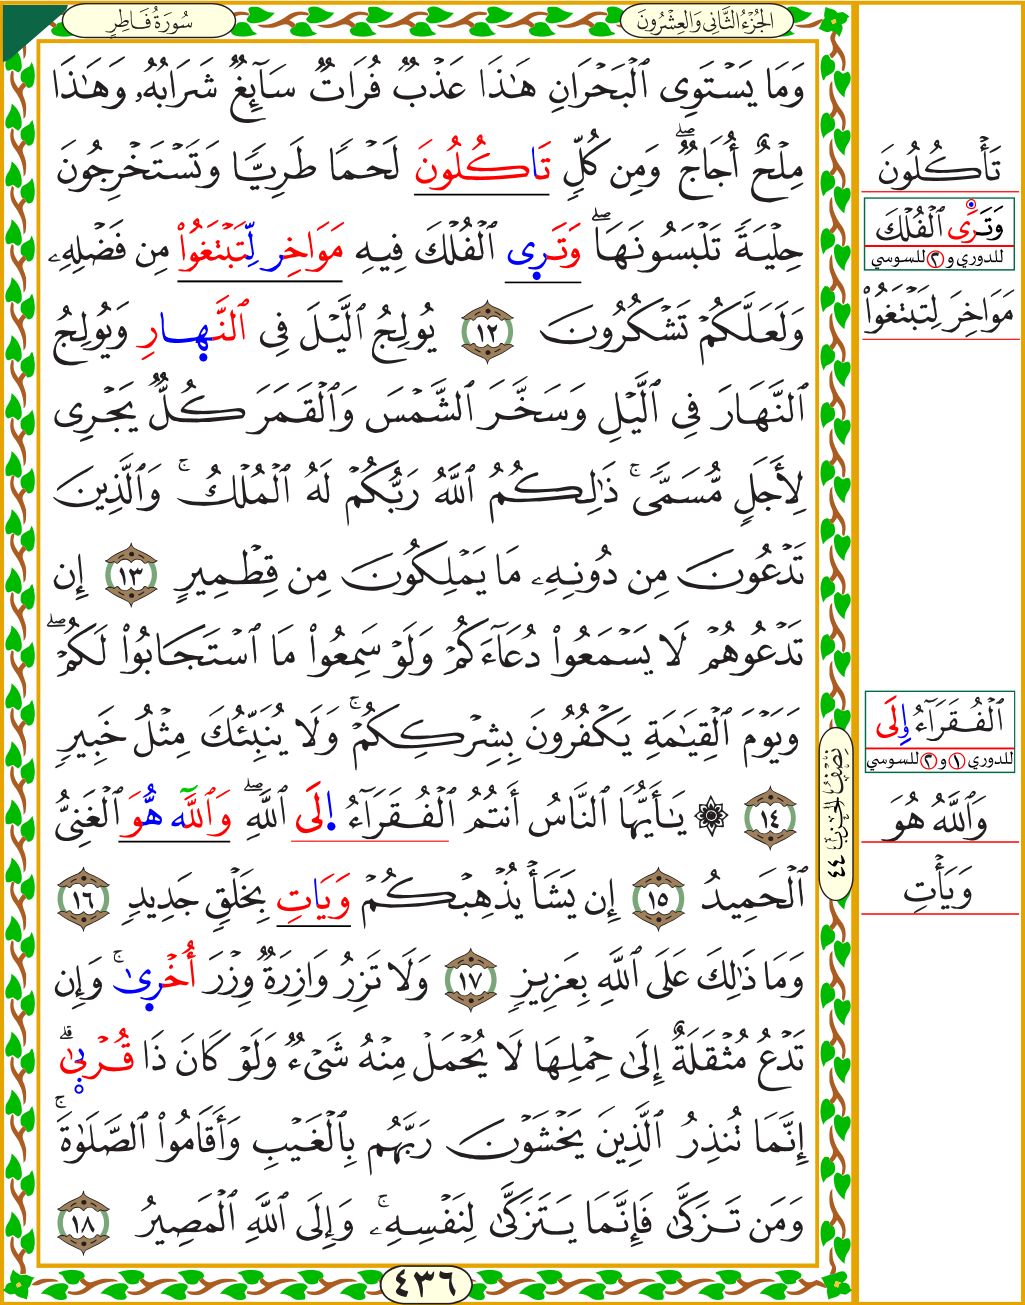 سُورَةُ فَاطِرٍ
الجُزْءُ الثَّانِي وَالعِشْرُونَ
وَمَا يَسْتَوِى ٱلْبَحْرَانِ هَٰذَا عَذْبٌ فُرَاتٌ سَآئِغٌ شَرَابُهُۥ وَهَٰذَا
مِلْحٌ أُجَاجٌ ۖ وَمِن كُلٍّ تَاكُلُونَ لَحْمًا طَرِيًّا وَتَسْتَخْرِجُونَ
حِلْيَةً تَلْبَسُونَهَا ۖ وَتَرِى ٱلْفُلْكَ فِيهِ مَوَاخِر لِّتَبْتَغُوا۟ مِن فَضْلِهِۦ
وَلَعَلَّكُمْ تَشْكُرُونَ ١٢ يُولِجُ ٱلَّيْلَ فِى ٱلنَّهِارِ وَيُولِجُ
ٱلنَّهَارَ فِى ٱلَّيْلِ وَسَخَّرَ ٱلشَّمْسَ وَٱلْقَمَرَ كُلٌّ يَجْرِى
لِأَجَلٍ مُّسَمًّى ۚ ذَٰلِكُمُ ٱللَّهُ رَبُّكُمْ لَهُ ٱلْمُلْكُ ۚ وَٱلَّذِينَ
تَدْعُونَ مِن دُونِهِۦ مَا يَمْلِكُونَ مِن قِطْمِيرٍ ١٣ إِن
تَدْعُوهُمْ لَا يَسْمَعُوا۟ دُعَآءَكُمْ وَلَوْ سَمِعُوا۟ مَا ٱسْتَجَابُوا۟ لَكُمْ ۖ
وَيَوْمَ ٱلْقِيَٰمَةِ يَكْفُرُونَ بِشِرْكِكُمْ ۚ وَلَا يُنَبِّئُكَ مِثْلُ خَبِيرٍ
١٤ ۞ يَٰٓأَيُّهَا ٱلنَّاسُ أَنتُمُ ٱلْفُقَرَآءُ اِلَى ٱللَّهِ ۖ وَٱللَّه هُّوَ ٱلْغَنِىُّ
ٱلْحَمِيدُ ١٥ إِن يَشَأْ يُذْهِبْكُمْ وَيَاتِ بِخَلْقٍ جَدِيدٍ ١٦
وَمَا ذَٰلِكَ عَلَى ٱللَّهِ بِعَزِيزٍ ١٧ وَلَا تَزِرُ وَازِرَةٌ وِزْرَ أُخْرِىٰ ۚ وَإِن
تَدْعُ مُثْقَلَةٌ إِلَىٰ حِمْلِهَا لَا يُحْمَلْ مِنْهُ شَىْءٌ وَلَوْ كَانَ ذَا قُرْبِىٰٓ ۗ
إِنَّمَا تُنذِرُ ٱلَّذِينَ يَخْشَوْنَ رَبَّهُم بِٱلْغَيْبِ وَأَقَامُوا۟ ٱلصَّلَوٰةَ ۚ
وَمَن تَزَكَّىٰ فَإِنَّمَا يَتَزَكَّىٰ لِنَفْسِهِۦ ۚ وَإِلَى ٱللَّهِ ٱلْمَصِيرُ ١٨
٤٣٦
تَأْكُلُونَ
وَتَرَى ٱلْفُلْكَ
للدوري و ٢ للسوسي
مَوَاخِرَ لِتَبْتَغُوا۟
ٱلْفُقَرَآءُ إِلَى
للدوري ١ و ٢ للسوسي
وَٱللَّهُ هُوَ
وَيَأْتِ
نِصْفُ الحِزْبِ ٤٤